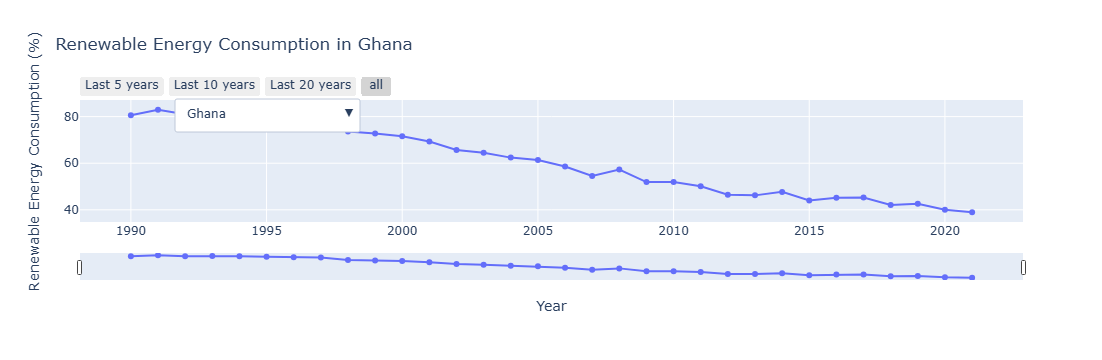 Renewable Energy Consumption in Ghana
Last 5 years Last 10 years Last 20 years all
Ghana
Renewable Energy Consumption (%)
80
60
40
1990 1995 2000 2005 2010 2015 2020
Year